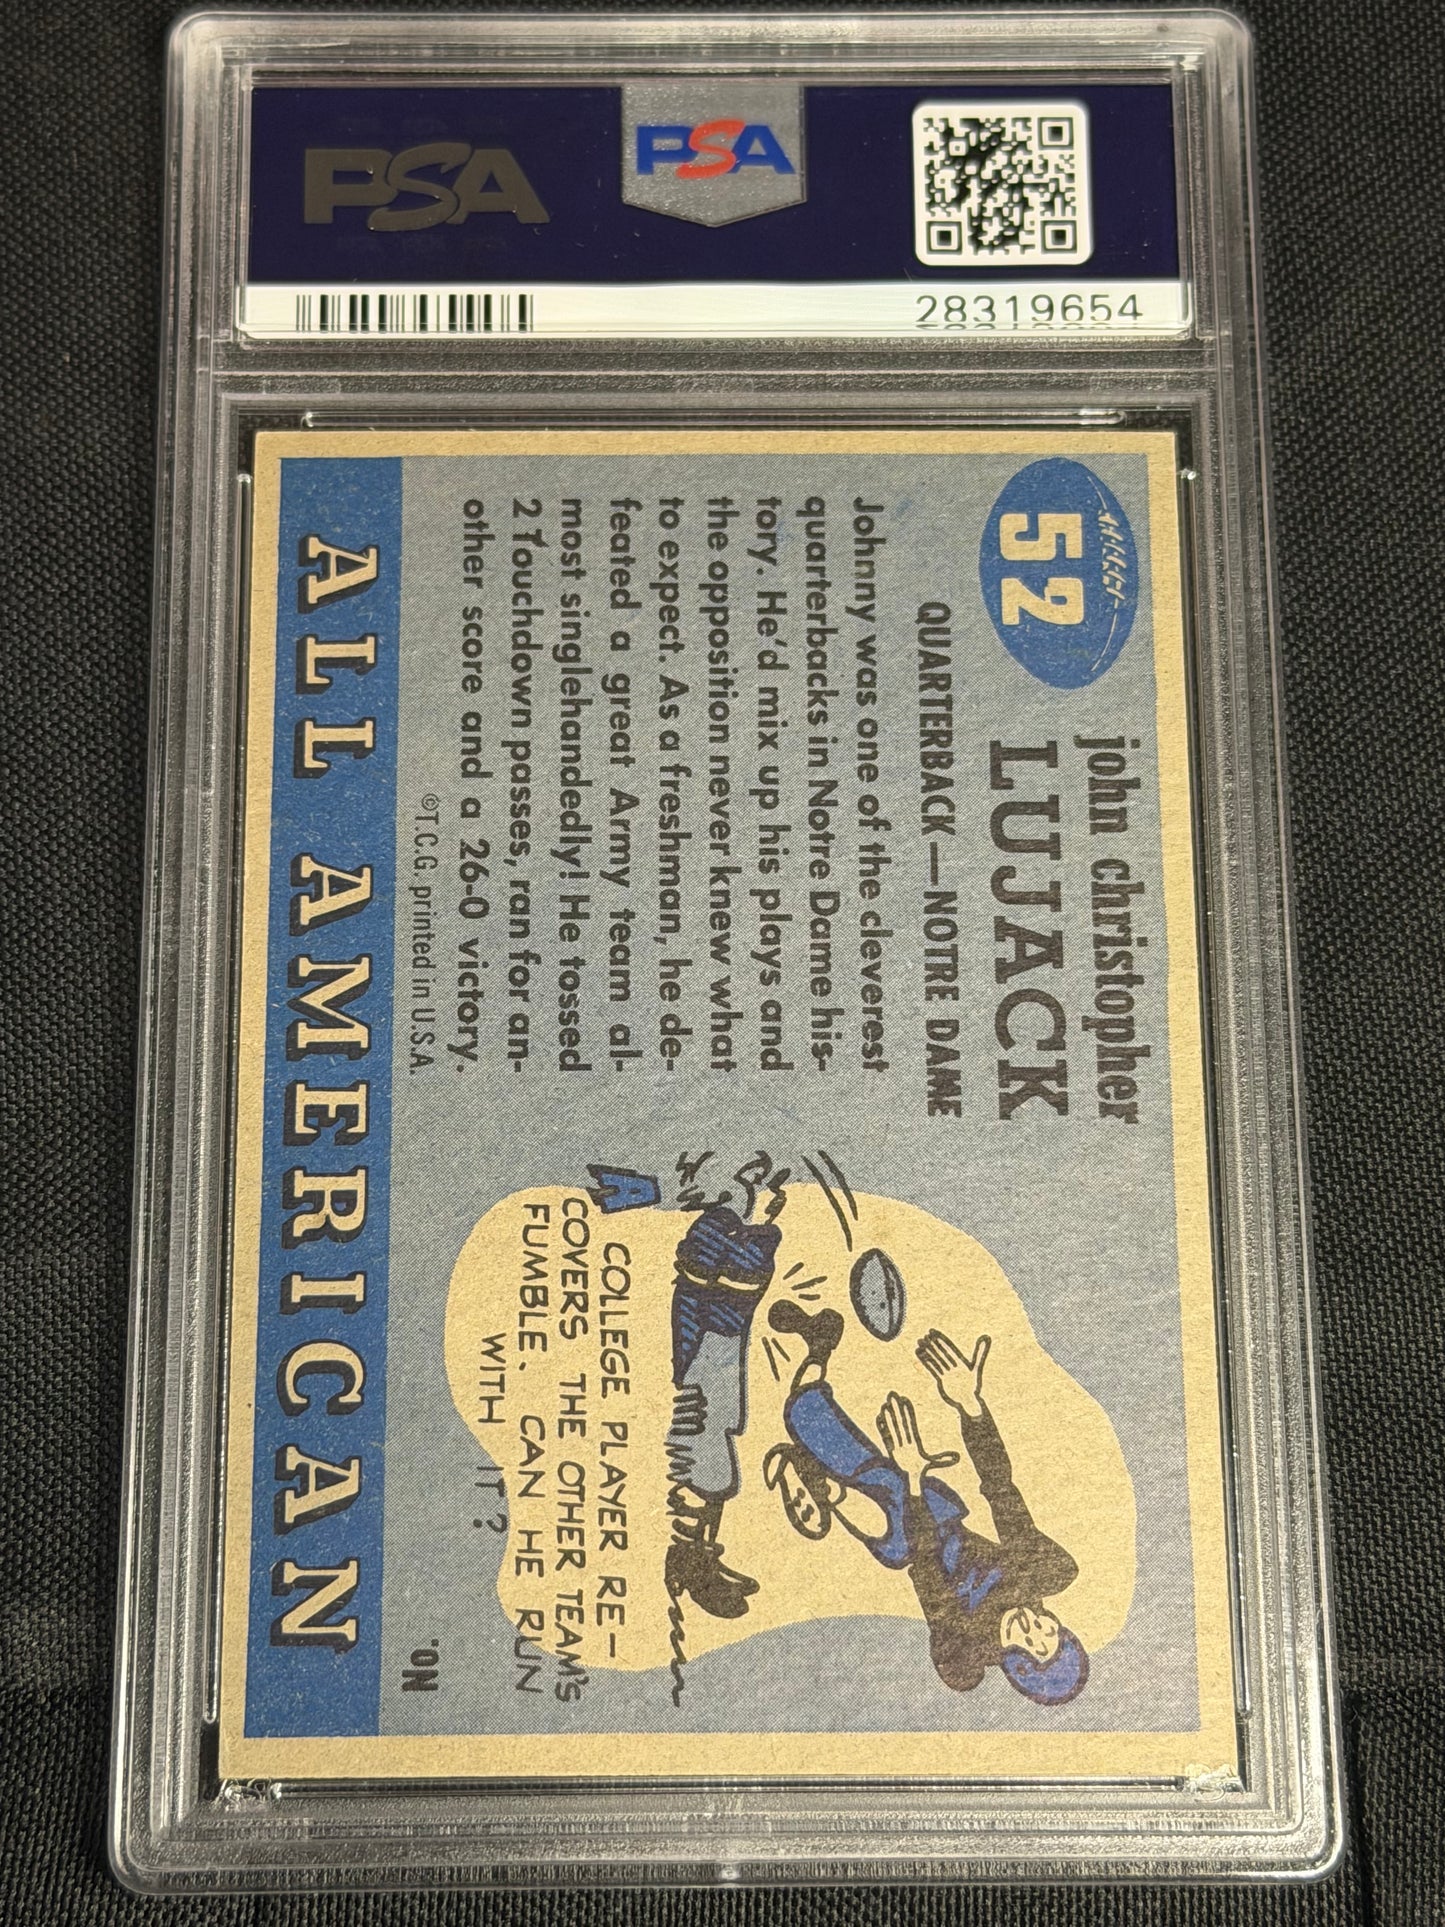 PSA
PSA
28319654
52
john christopher
LUJACK
QUARTERBACK—NOTRE DAME
Johnny was one of the cleverest
quarterbacks in Notre Dame his-
tory. He'd mix up his plays and
the opposition never knew what
to expect. As a freshman, he de-
feated a great Army team al-
most singlehandedly! He tossed
2 Touchdown passes, ran for an-
other score and a 26-0 victory.
©T.C.G. printed in U.S.A.
A COLLEGE PLAYER RE-
COVERS THE OTHER TEAM'S
FUMBLE. CAN HE RUN
WITH IT?
NO.
ALL AMERICAN